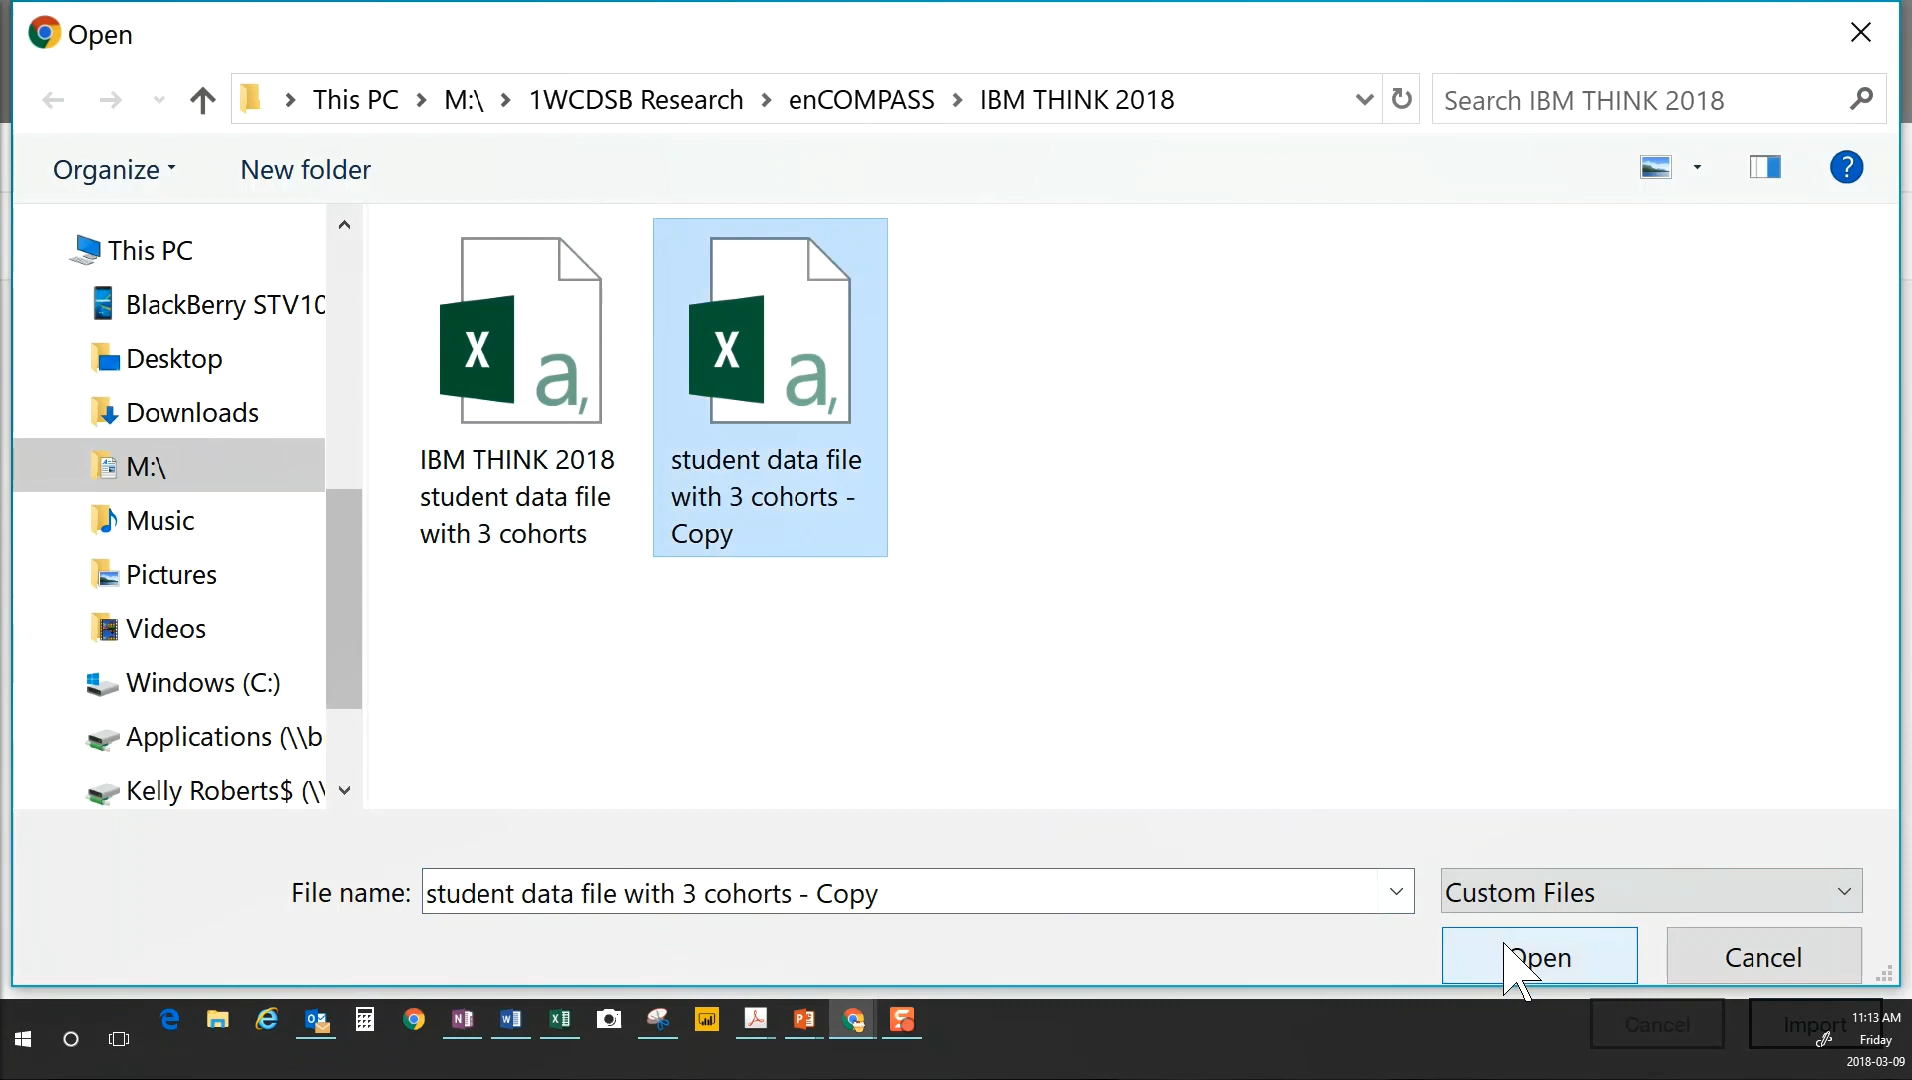 Open
This PC > M:\ > 1WCDSB Research > enCOMPASS > IBM THINK 2018
Search IBM THINK 2018
Organize
New folder
?
This PC
BlackBerry STV10
Desktop
Downloads
M:\
Music
Pictures
Videos
Windows (C:)
Applications (\\b
Kelly Roberts$ (\\
X a,
IBM THINK 2018
student data file
with 3 cohorts
X a,
student data file
with 3 cohorts -
Copy
File name:
student data file with 3 cohorts - Copy
Custom Files
Open
Cancel
Cancel
Import
11:13 AM
Friday
2018-03-09